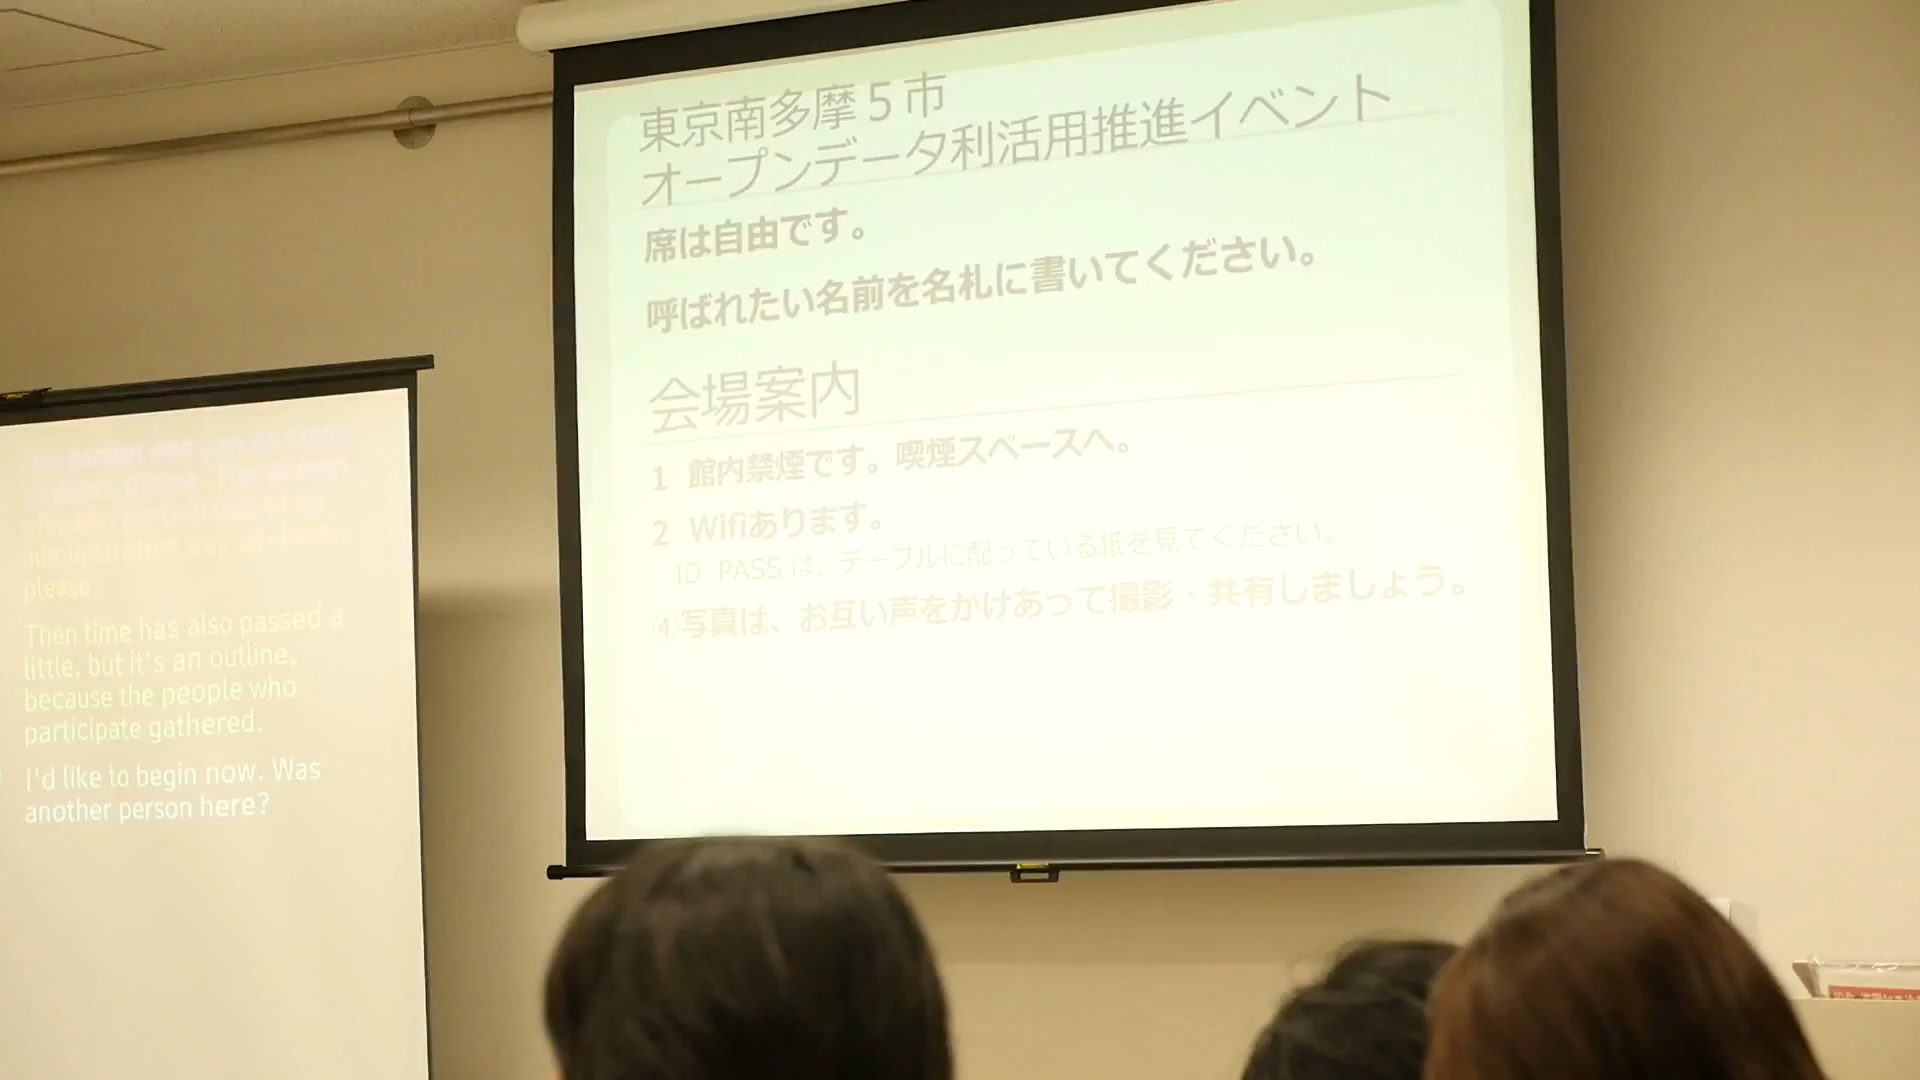 東京南多摩５市
オープンデータ利活用推進イベント
席は自由です。
呼ばれたい名前を名札に書いてください。
会場案内
1 館内禁煙です。喫煙スペースへ。
2 Wifiあります。
ID PASS は、テーブルに配っている紙を見てください。
④写真は、お互い声をかけあって撮影・共有しましょう。
please. The person
who also
administrative way
please.
Then time has also passed a
little, but it's an outline,
because the people who
participate gathered.
I'd like to begin now. Was
another person here?